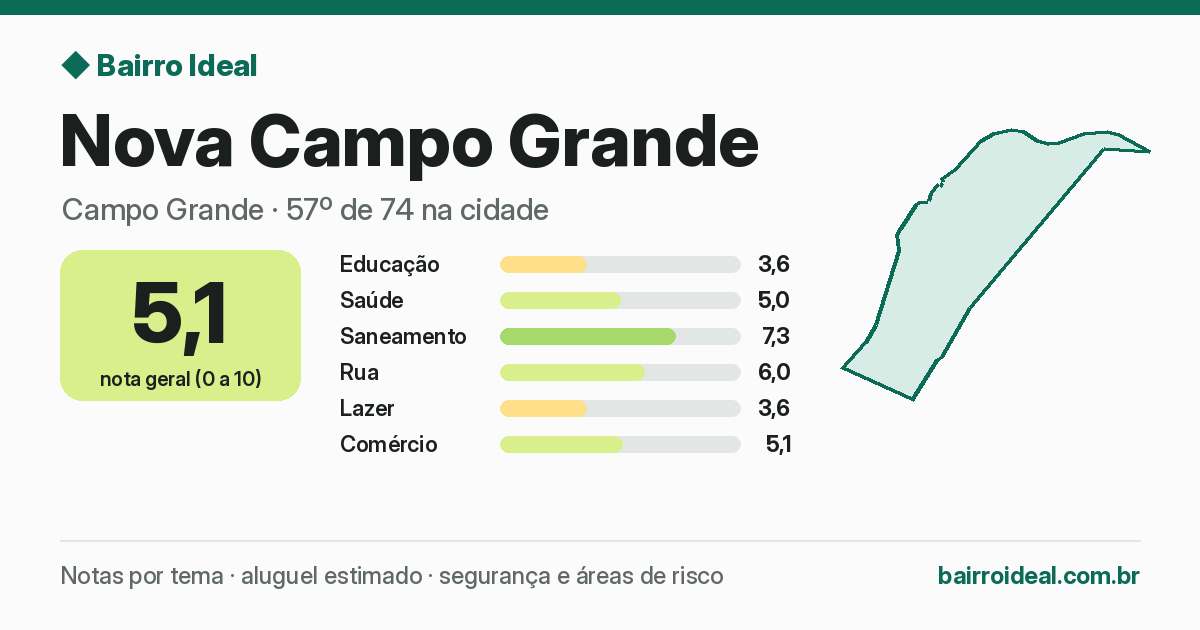 Bairro Ideal
Nova Campo Grande
Campo Grande · 57º de 74 na cidade
5,1
nota geral (0 a 10)
Educação 3,6
Saúde 5,0
Saneamento 7,3
Rua 6,0
Lazer 3,6
Comércio 5,1
Notas por tema · aluguel estimado · segurança e áreas de risco
bairroideal.com.br